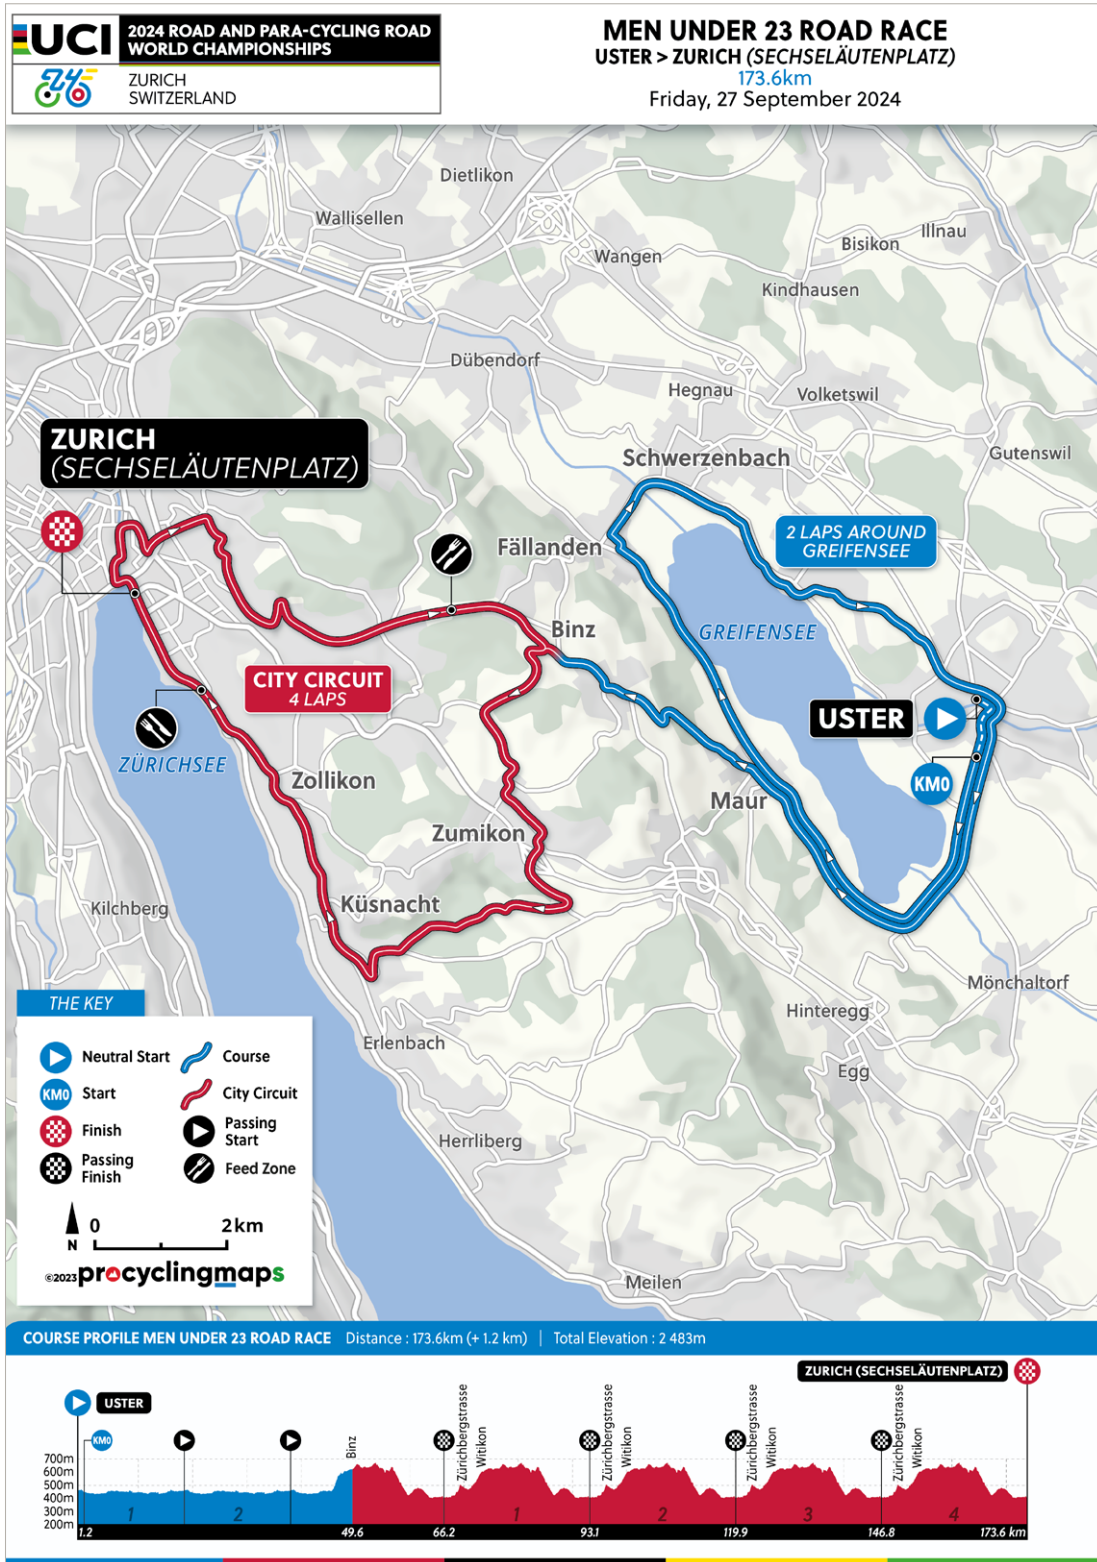 UCI
2024 ROAD AND PARA-CYCLING ROAD
WORLD CHAMPIONSHIPS
ZURICH
SWITZERLAND
MEN UNDER 23 ROAD RACE
USTER > ZURICH (SECHSELÄUTENPLATZ)
173.6km
Friday, 27 September 2024
Dietlikon
Wallisellen
Wangen
Bisikon
Illnau
Kindhausen
Dübendorf
Hegnau
Volketswil
ZURICH
(SECHSELÄUTENPLATZ)
Schwerzenbach
Gutenswil
Fällanden
2 LAPS AROUND
GREIFENSEE
Binz
GREIFENSEE
CITY CIRCUIT
4 LAPS
USTER
ZÜRICHSEE
Zollikon
KM0
Maur
Zumikon
Küsnacht
Kilchberg
Mönchaltorf
Hinteregg
Erlenbach
Egg
Herrliberg
Meilen
THE KEY
Neutral Start
Course
KM0
Start
City Circuit
Finish
Passing
Start
Passing
Finish
Feed Zone
N
0
2km
©2023 procyclingmaps
COURSE PROFILE MEN UNDER 23 ROAD RACE Distance : 173.6km (+ 1.2 km) | Total Elevation : 2 483m
ZURICH (SECHSELÄUTENPLATZ)
USTER
KM0
Binz
Zürichbergstrasse
Witikon
Zürichbergstrasse
Witikon
Zürichbergstrasse
Witikon
Zürichbergstrasse
Witikon
700m
600m
500m
400m
300m
200m
1
2
1
2
3
4
1.2
49.6
66.2
93.1
119.9
146.8
173.6 km